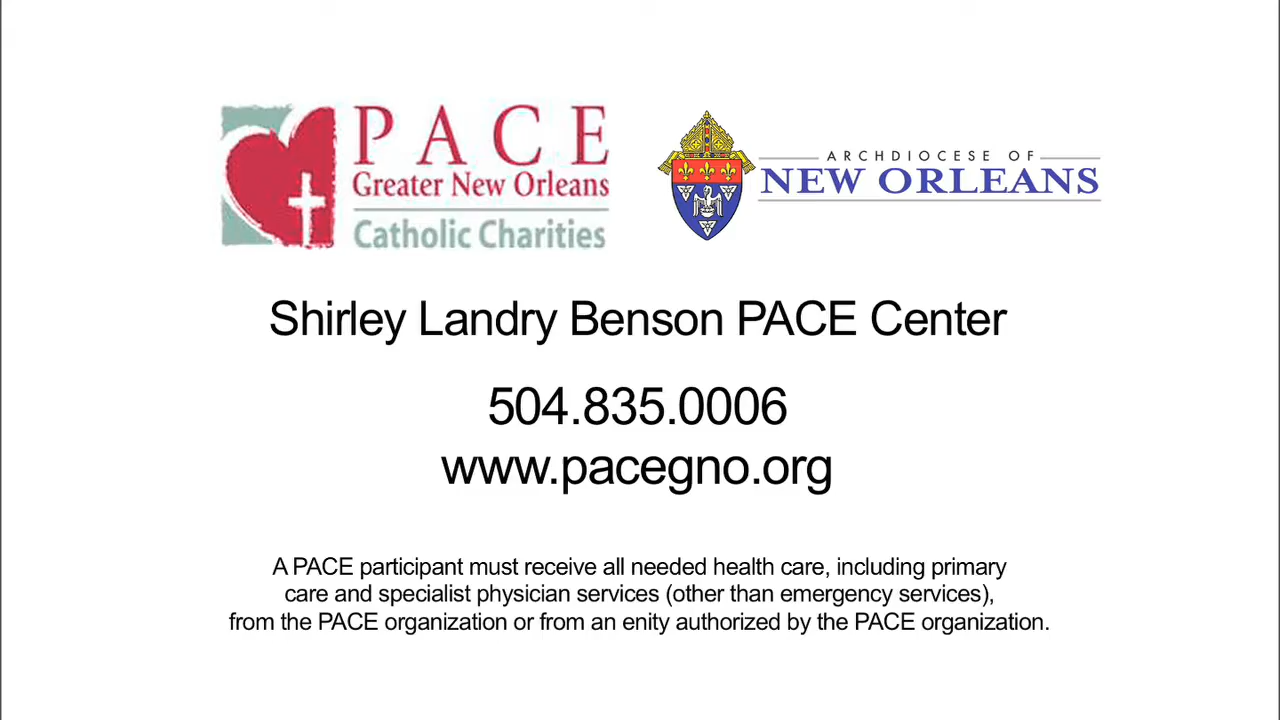 PACE
Greater New Orleans
Catholic Charities
ARCHDIOCESE OF
NEW ORLEANS
Shirley Landry Benson PACE Center
504.835.0006
www.pacegno.org
A PACE participant must receive all needed health care, including primary
care and specialist physician services (other than emergency services),
from the PACE organization or from an enity authorized by the PACE organization.